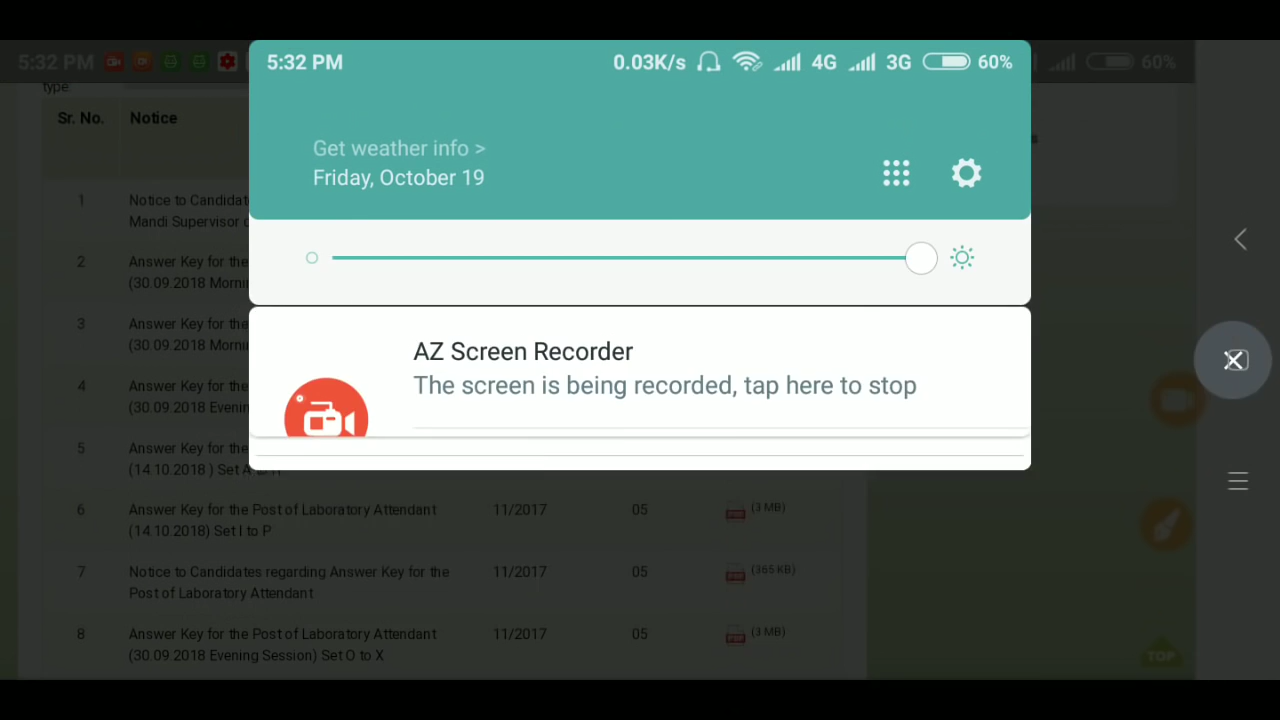 5:32 PM
60%
5:32 PM
0.03K/s
4G
3G
60%
Get weather info >
Friday, October 19
AZ Screen Recorder
The screen is being recorded, tap here to stop
type
Sr. No.
Notice
1
Notice to Candidat
Mandi Supervisor
2
Answer Key for the
(30.09.2018 Morni
3
Answer Key for the
(30.09.2018 Morni
4
Answer Key for the
(30.09.2018 Evenin
5
Answer Key for the
(14.10.2018 ) Set A
6
Answer Key for the Post of Laboratory Attendant
(14.10.2018) Set I to P
11/2017
05
(3 MB)
7
Notice to Candidates regarding Answer Key for the
Post of Laboratory Attendant
11/2017
05
(365 KB)
8
Answer Key for the Post of Laboratory Attendant
(30.09.2018 Evening Session) Set O to X
11/2017
05
(3 MB)
TOP